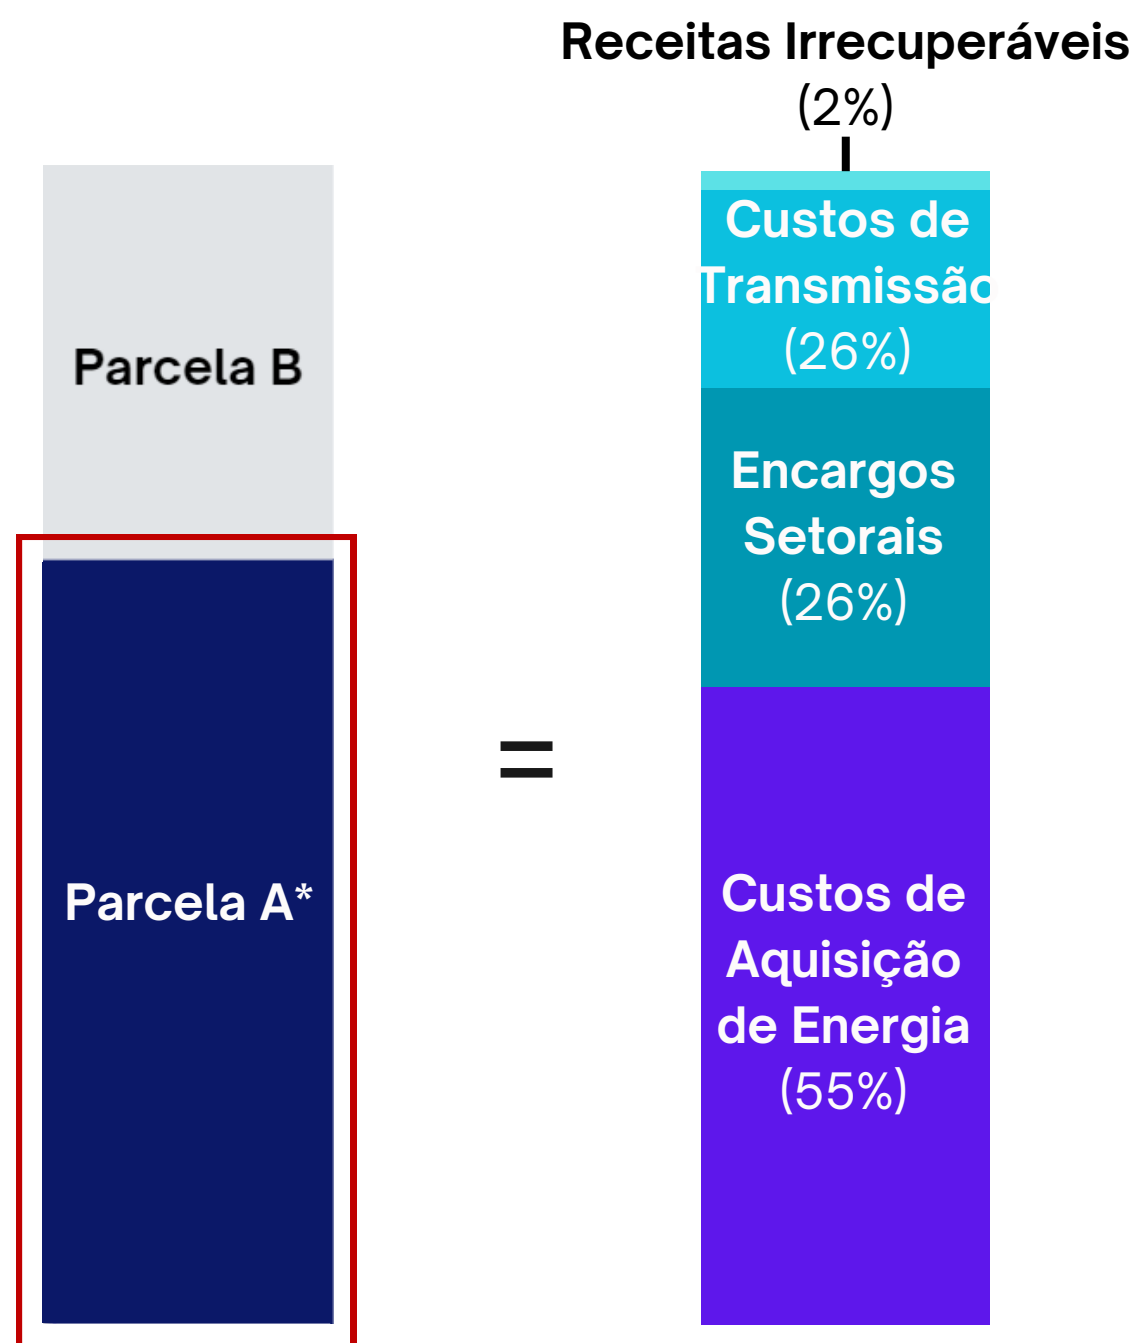 Receitas Irrecuperáveis
(2%)
Parcela B
Parcela A*
=
Custos de
Transmissão
(26%)
Encargos
Setorais
(26%)
Custos de
Aquisição
de Energia
(55%)